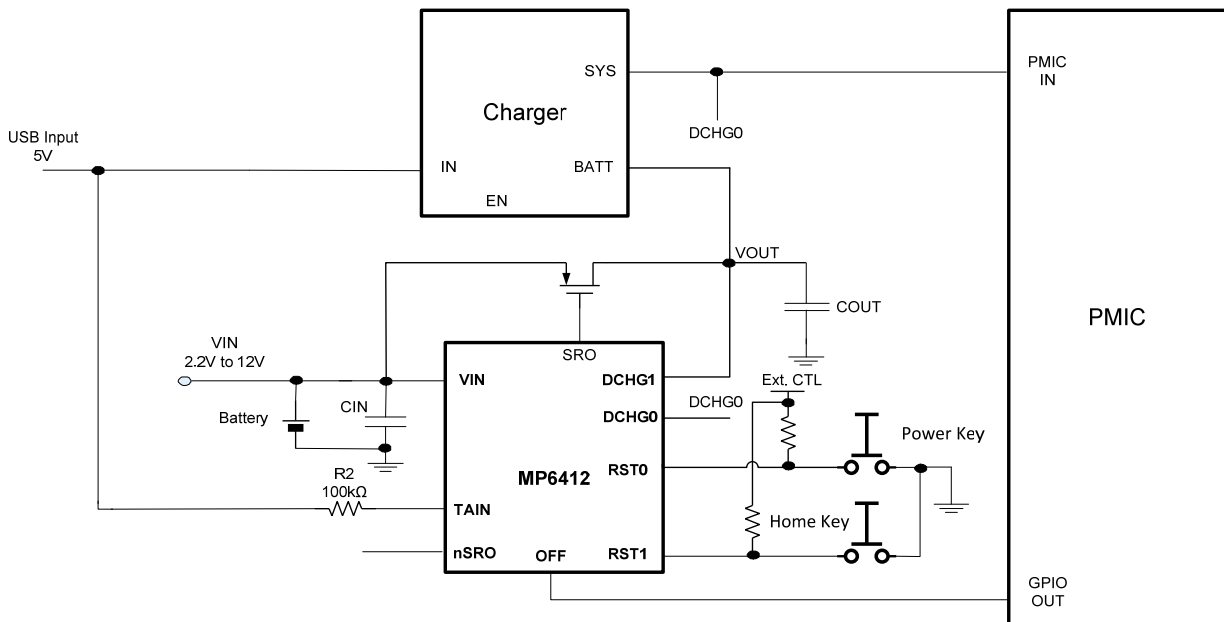 SYS
PMIC
IN
Charger
DCHG0
USB Input
5V
IN
BATT
EN
VOUT
COUT
PMIC
SRO
VIN
2.2V to 12V
VIN
DCHG1
Ext. CTL
CIN
DCHG0
DCHG0
Battery
Power Key
R2
100kΩ
MP6412
RST0
TAIN
Home Key
nSRO
OFF
RST1
GPIO
OUT